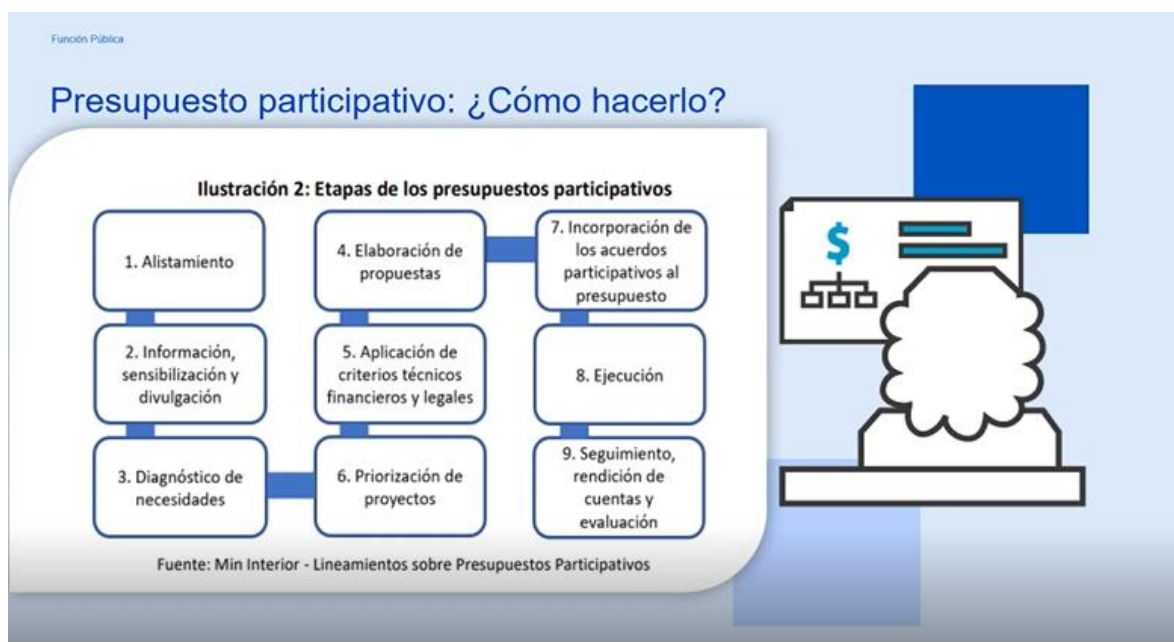 Función Pública
Presupuesto participativo: ¿Cómo hacerlo?
Ilustración 2: Etapas de los presupuestos participativos
1. Alistamiento
2. Información,
sensibilización y
divulgación
3. Diagnóstico de
necesidades
4. Elaboración de
propuestas
5. Aplicación de
criterios técnicos
financieros y legales
6. Priorización de
proyectos
7. Incorporación de
los acuerdos
participativos al
presupuesto
8. Ejecución
9. Seguimiento,
rendición de
cuentas y
evaluación
$
Fuente: Min Interior - Lineamientos sobre Presupuestos Participativos